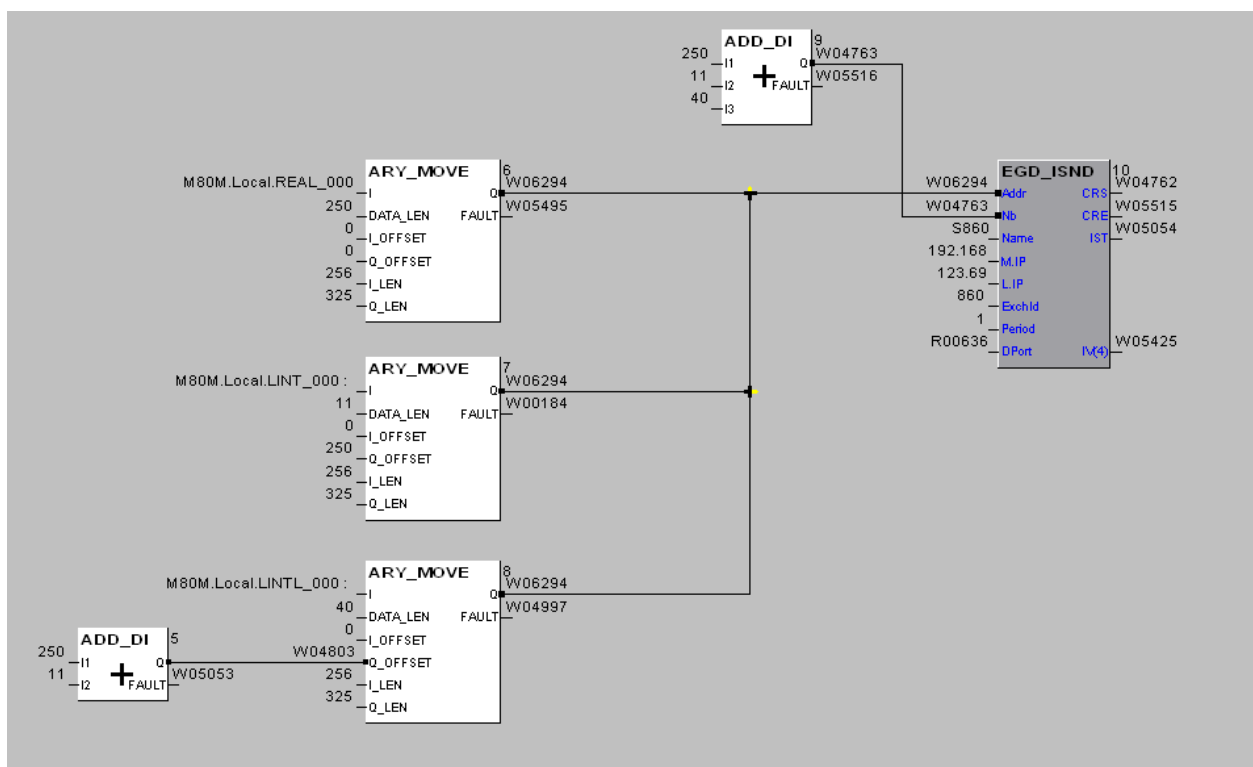 ADD_DI 9
250 I1 Q W04763
11 I2 FAULT W05516
40 I3
ARY_MOVE 6
M80M.Local.REAL_000 I Q W06294
250 DATA_LEN FAULT W05495
0 I_OFFSET
0 Q_OFFSET
256 I_LEN
325 Q_LEN
EGD_ISND 10
W06294 Addr CRS W04762
W04763 Nb CRE W05515
S860 Name IST W05054
192.168 M.IP
123.69 L.IP
860 ExchId
1 Period
R00636 DPort IV(4) W05425
ARY_MOVE 7
M80M.Local.LINT_000 : I Q W06294
11 DATA_LEN FAULT W00184
0 I_OFFSET
250 Q_OFFSET
256 I_LEN
325 Q_LEN
ARY_MOVE 8
M80M.Local.LINTL_000 : I Q W06294
40 DATA_LEN FAULT W04997
0 I_OFFSET
W04803 Q_OFFSET
256 I_LEN
325 Q_LEN
ADD_DI 5
250 I1 Q
11 I2 FAULT W05053